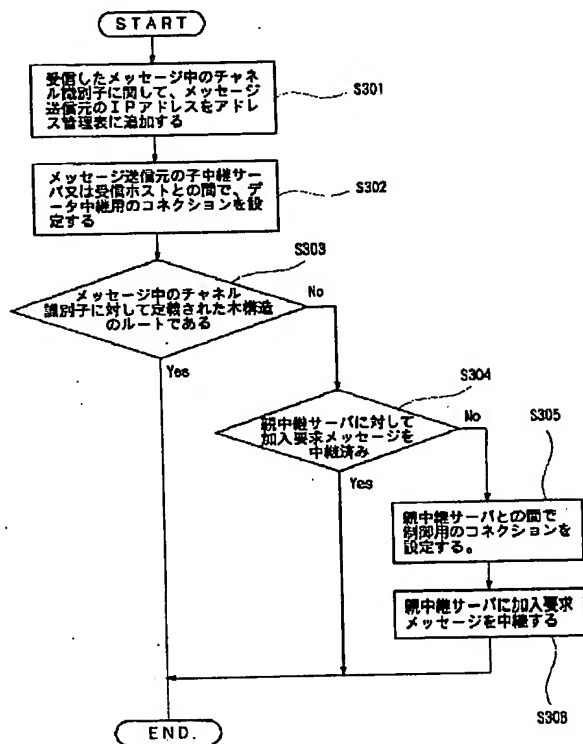 START
受信したメッセージ中のチャネ
ル識別子に関して、メッセージ
送信元のIPアドレスをアドレ
ス管理表に追加する
S301
メッセージ送信元の子中継サー
バ又は受信ホストとの間で、デ
ータ中継用のコネクションを設
定する
S302
S303
メッセージ中のチャネル
識別子に対して定義された木構造
のルートである
No
Yes
S304
親中継サーバに対して
加入要求メッセージを
中継済み
No
Yes
S305
親中継サーバとの間で
制御用のコネクションを
設定する。
親中継サーバに加入要求
メッセージを中継する
S306
END.